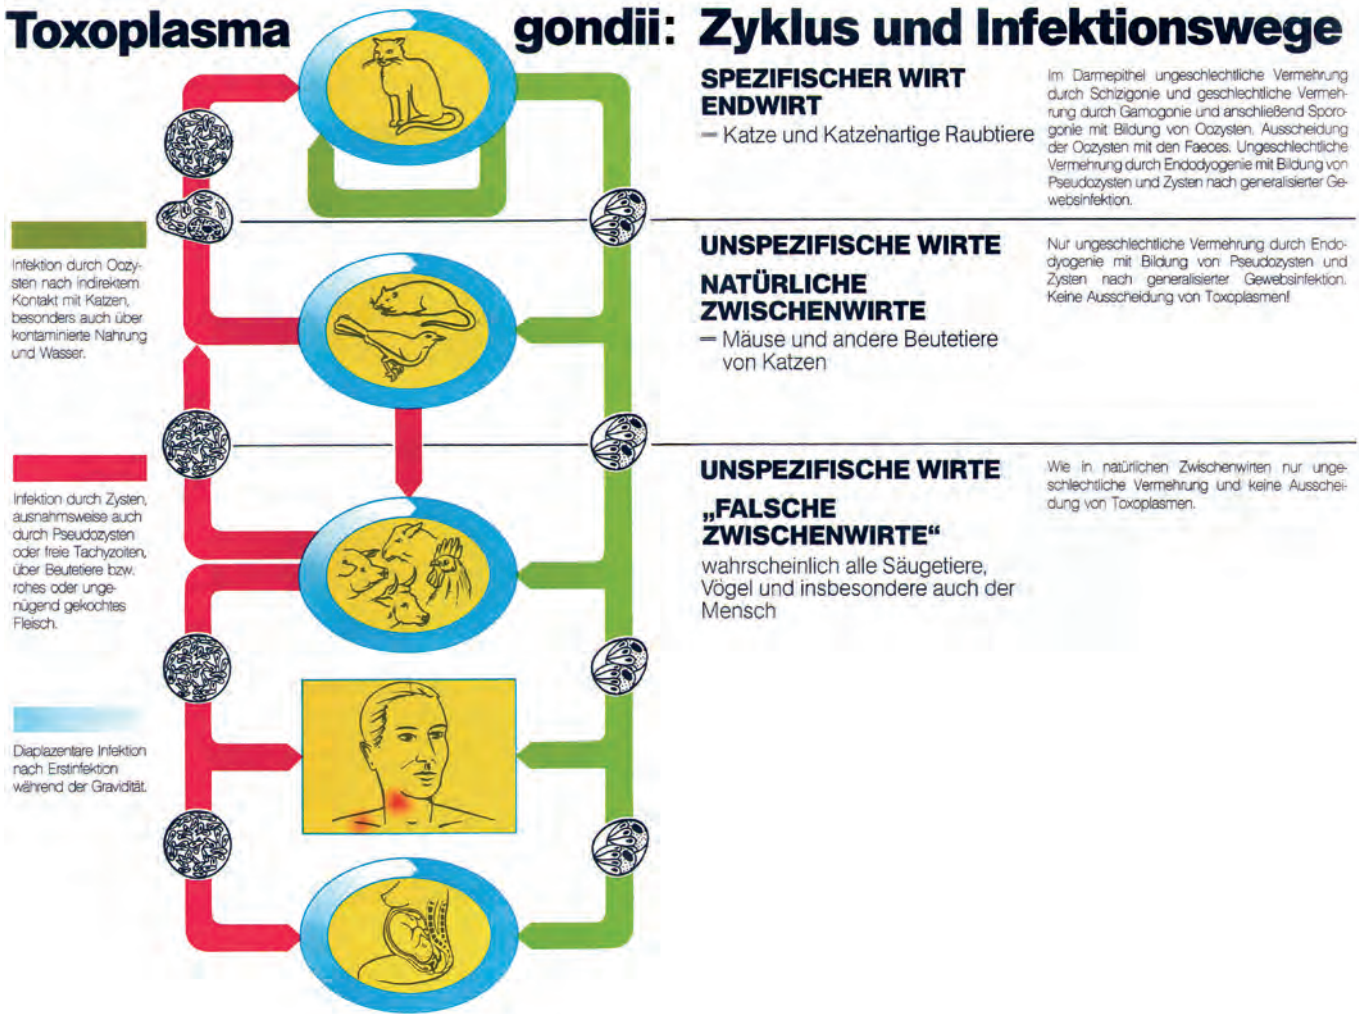 Toxoplasma gondii: Zyklus und Infektionswege
SPEZIFISCHER WIRT
ENDWIRT
– Katze und Katzenartige Raubtiere
Im Darmepithel ungeschlechtliche Vermehrung
durch Schizigonie und geschlechtliche Vermeh-
rung durch Gamogonie und anschließend Sporo-
gonie mit Bildung von Oozysten. Ausscheidung
der Oozysten mit den Faeces. Ungeschlechtliche
Vermehrung durch Endodyogenie mit Bildung von
Pseudozysten und Zysten nach generalisierter Ge-
websinfektion.
Infektion durch Oozy-
sten nach indirektem
Kontakt mit Katzen,
besonders auch über
kontaminierte Nahrung
und Wasser.
UNSPEZIFISCHE WIRTE
NATÜRLICHE
ZWISCHENWIRTE
– Mäuse und andere Beutetiere
von Katzen
Nur ungeschlechtliche Vermehrung durch Endo-
dyogenie mit Bildung von Pseudozysten und
Zysten nach generalisierter Gewebsinfektion.
Keine Ausscheidung von Toxoplasmen!
Infektion durch Zysten,
ausnahmsweise auch
durch Pseudozysten
oder freie Tachyzoiten,
über Beutetiere bzw.
rohes oder unge-
nügend gekochtes
Fleisch.
UNSPEZIFISCHE WIRTE
„FALSCHE
ZWISCHENWIRTE“
wahrscheinlich alle Säugetiere,
Vögel und insbesondere auch der
Mensch
Wie in natürlichen Zwischenwirten nur unge-
schlechtliche Vermehrung und keine Ausschei-
dung von Toxoplasmen.
Diaplazentare Infektion
nach Erstinfektion
während der Gravidität.